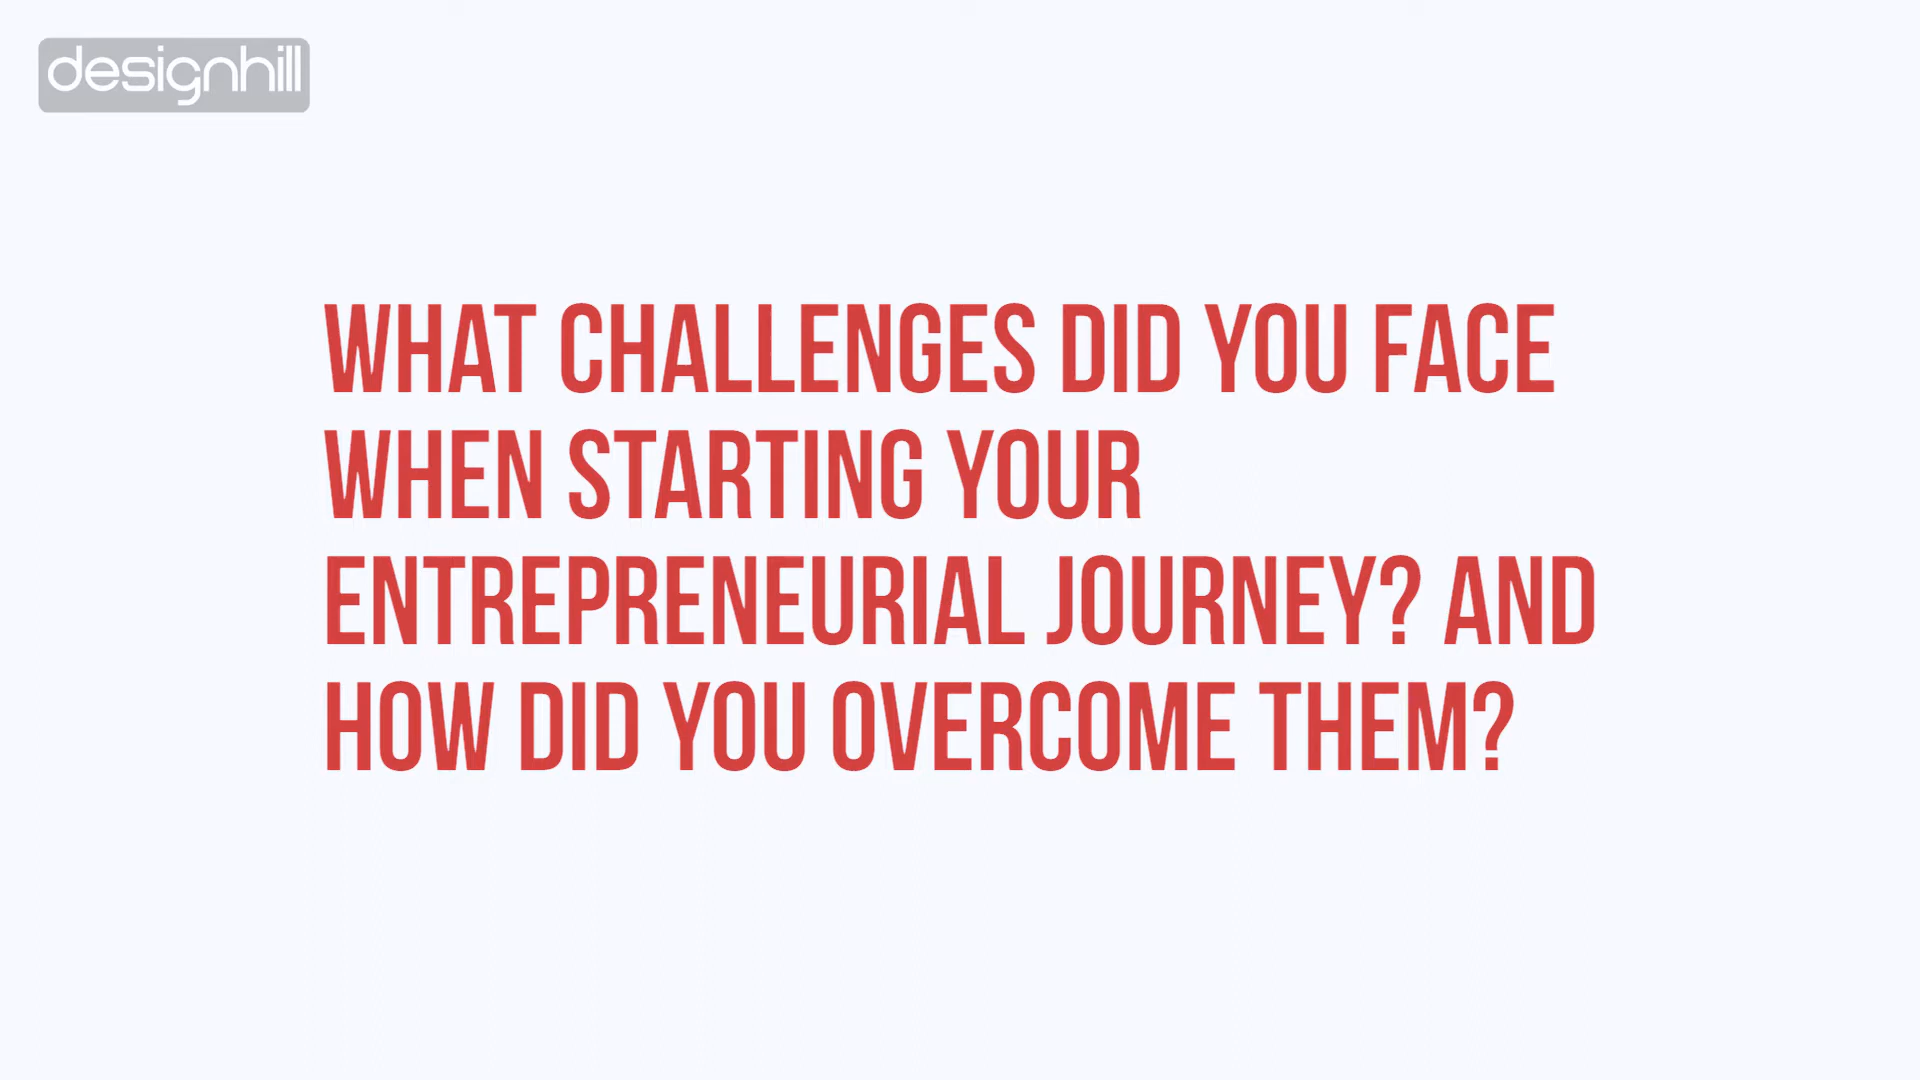 designhill
WHAT CHALLENGES DID YOU FACE
WHEN STARTING YOUR
ENTREPRENEURIAL JOURNEY? AND
HOW DID YOU OVERCOME THEM?